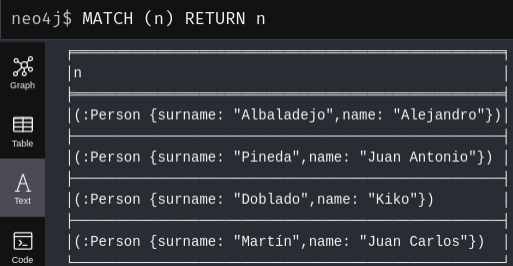 neo4j$ MATCH (n) RETURN n
n
Graph
(:Person {surname: "Albaladejo",name: "Alejandro"})
Table
(:Person {surname: "Pineda",name: "Juan Antonio"})
Text
(:Person {surname: "Doblado",name: "Kiko"})
(:Person {surname: "Martín",name: "Juan Carlos"})
Code